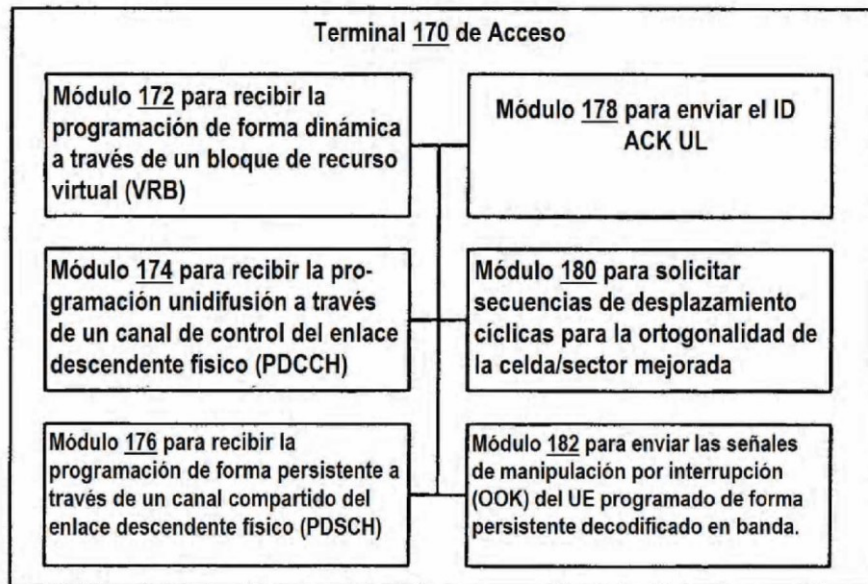 Terminal 170 de Acceso
Módulo 172 para recibir la
programación de forma dinámica
a través de un bloque de recurso
virtual (VRB)
Módulo 178 para enviar el ID
ACK UL
Módulo 174 para recibir la pro-
gramación unidifusión a través
de un canal de control del enlace
descendente físico (PDCCH)
Módulo 180 para solicitar
secuencias de desplazamiento
cíclicas para la ortogonalidad de
la celda/sector mejorada
Módulo 176 para recibir la
programación de forma persistente a
través de un canal compartido del
enlace descendente físico (PDSCH)
Módulo 182 para enviar las señales
de manipulación por interrupción
(OOK) del UE programado de forma
persistente decodificado en banda.